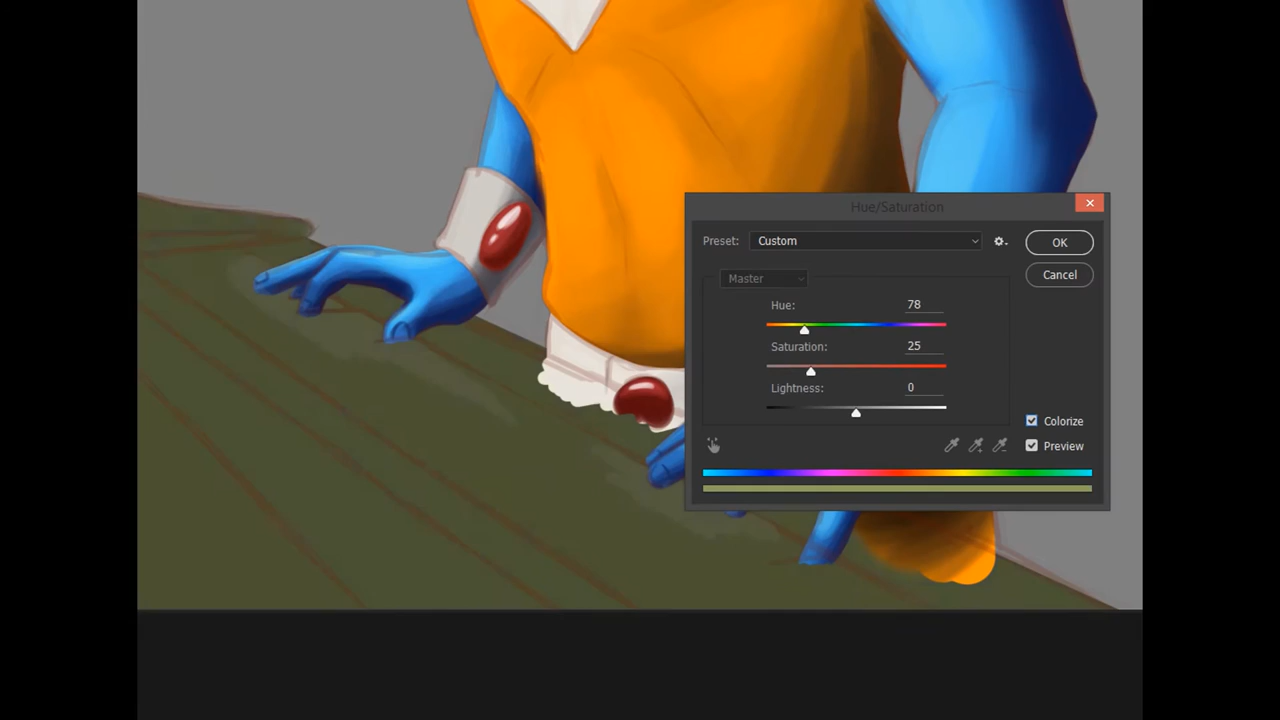 Hue/Saturation
Preset: Custom
OK
Cancel
Master
Hue: 78
Saturation: 25
Lightness: 0
Colorize
Preview